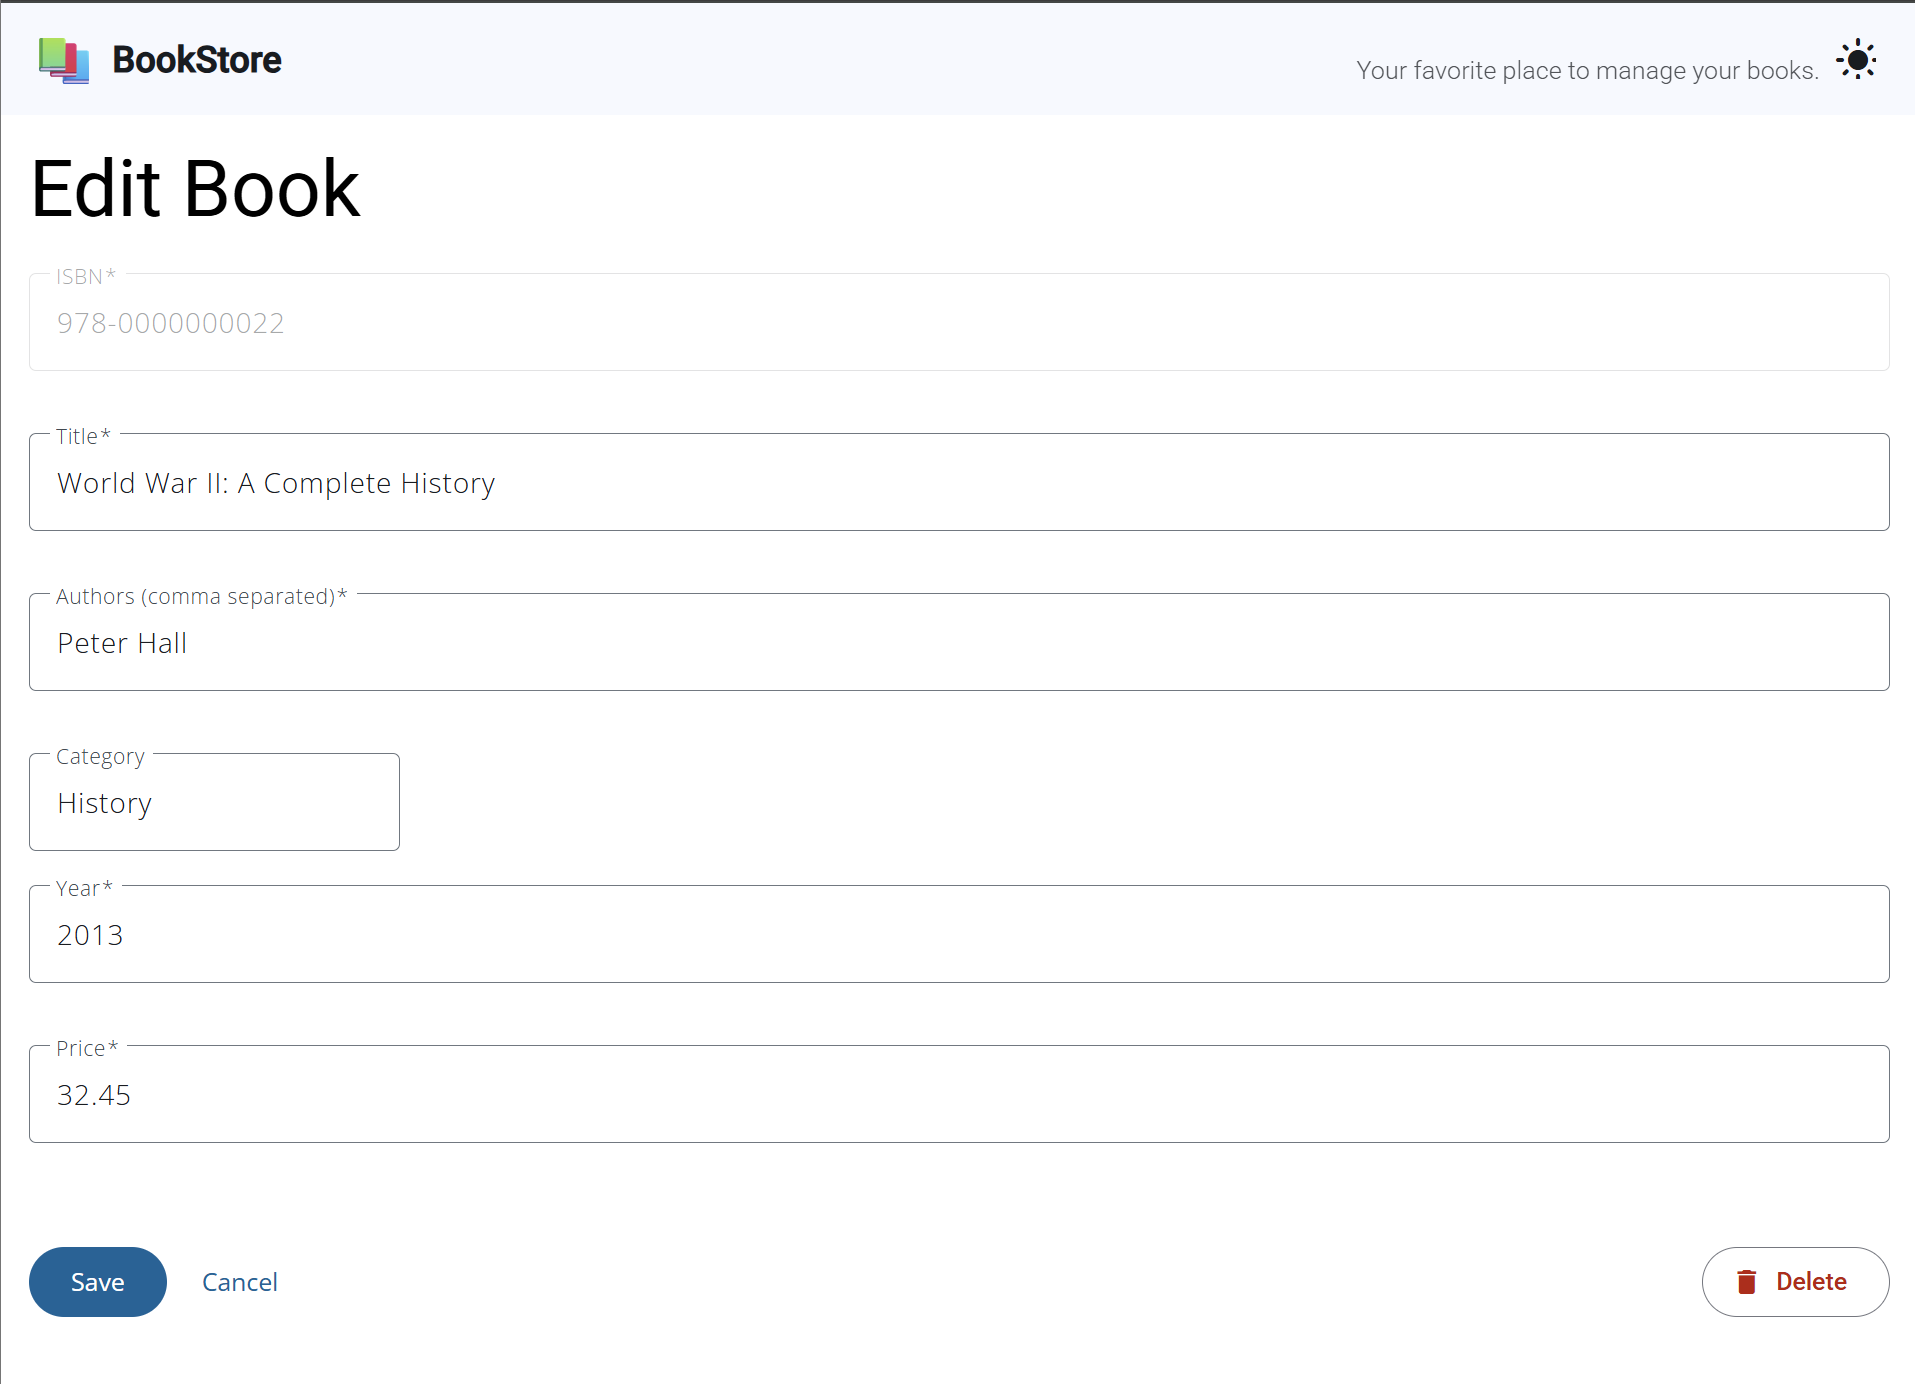 BookStore
Your favorite place to manage your books.
Edit Book
ISBN*
978-0000000022
Title*
World War II: A Complete History
Authors (comma separated)*
Peter Hall
Category
History
Year*
2013
Price*
32.45
Save
Cancel
Delete